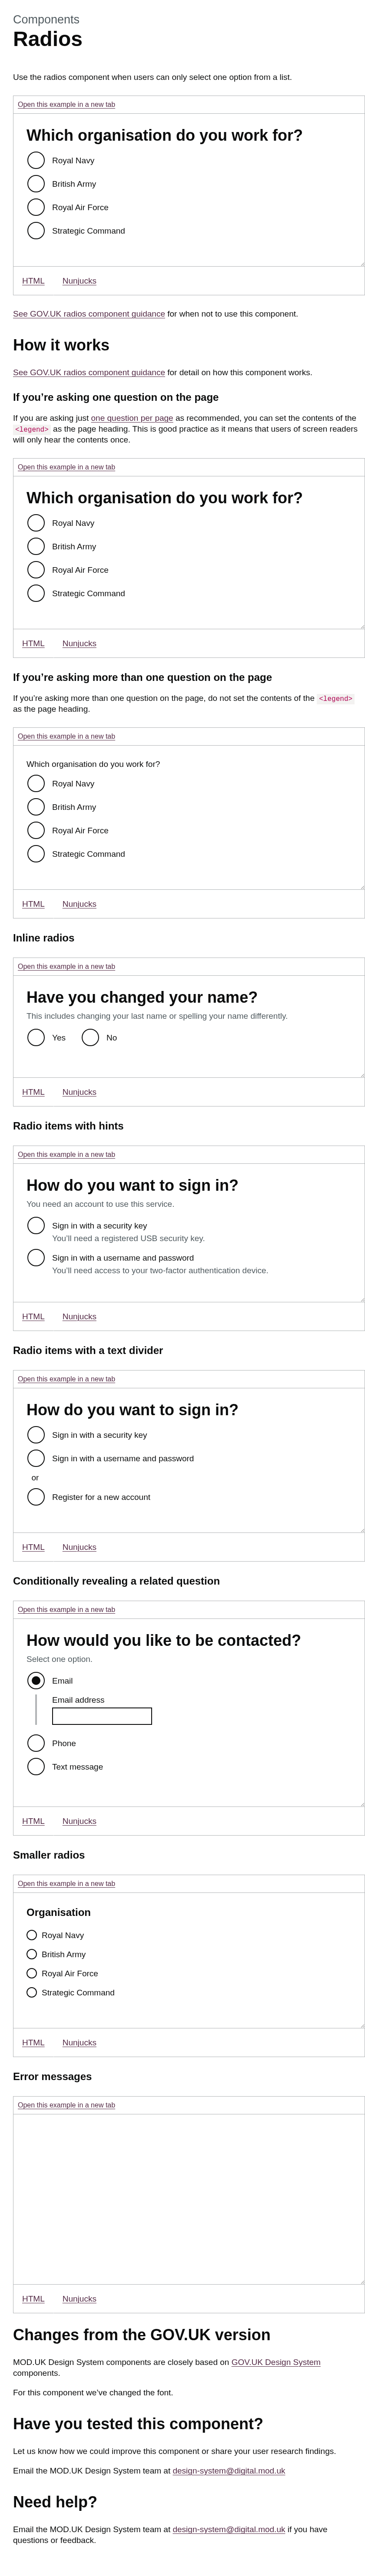 Components
Radios
Use the radios component when users can only select one option from a list.
Open this example in a new tab
Which organisation do you work for?
Royal Navy
British Army
Royal Air Force
Strategic Command
HTML Nunjucks
See GOV.UK radios component guidance for when not to use this component.
How it works
See GOV.UK radios component guidance for detail on how this component works.
If you’re asking one question on the page
If you are asking just one question per page as recommended, you can set the contents of the
<legend> as the page heading. This is good practice as it means that users of screen readers
will only hear the contents once.
Open this example in a new tab
Which organisation do you work for?
Royal Navy
British Army
Royal Air Force
Strategic Command
HTML Nunjucks
If you’re asking more than one question on the page
If you’re asking more than one question on the page, do not set the contents of the <legend>
as the page heading.
Open this example in a new tab
Which organisation do you work for?
Royal Navy
British Army
Royal Air Force
Strategic Command
HTML Nunjucks
Inline radios
Open this example in a new tab
Have you changed your name?
This includes changing your last name or spelling your name differently.
Yes No
HTML Nunjucks
Radio items with hints
Open this example in a new tab
How do you want to sign in?
You need an account to use this service.
Sign in with a security key
You’ll need a registered USB security key.
Sign in with a username and password
You’ll need access to your two-factor authentication device.
HTML Nunjucks
Radio items with a text divider
Open this example in a new tab
How do you want to sign in?
Sign in with a security key
Sign in with a username and password
or
Register for a new account
HTML Nunjucks
Conditionally revealing a related question
Open this example in a new tab
How would you like to be contacted?
Select one option.
Email
Email address
Phone
Text message
HTML Nunjucks
Smaller radios
Open this example in a new tab
Organisation
Royal Navy
British Army
Royal Air Force
Strategic Command
HTML Nunjucks
Error messages
Open this example in a new tab
HTML Nunjucks
Changes from the GOV.UK version
MOD.UK Design System components are closely based on GOV.UK Design System
components.
For this component we’ve changed the font.
Have you tested this component?
Let us know how we could improve this component or share your user research findings.
Email the MOD.UK Design System team at design-system@digital.mod.uk
Need help?
Email the MOD.UK Design System team at design-system@digital.mod.uk if you have
questions or feedback.